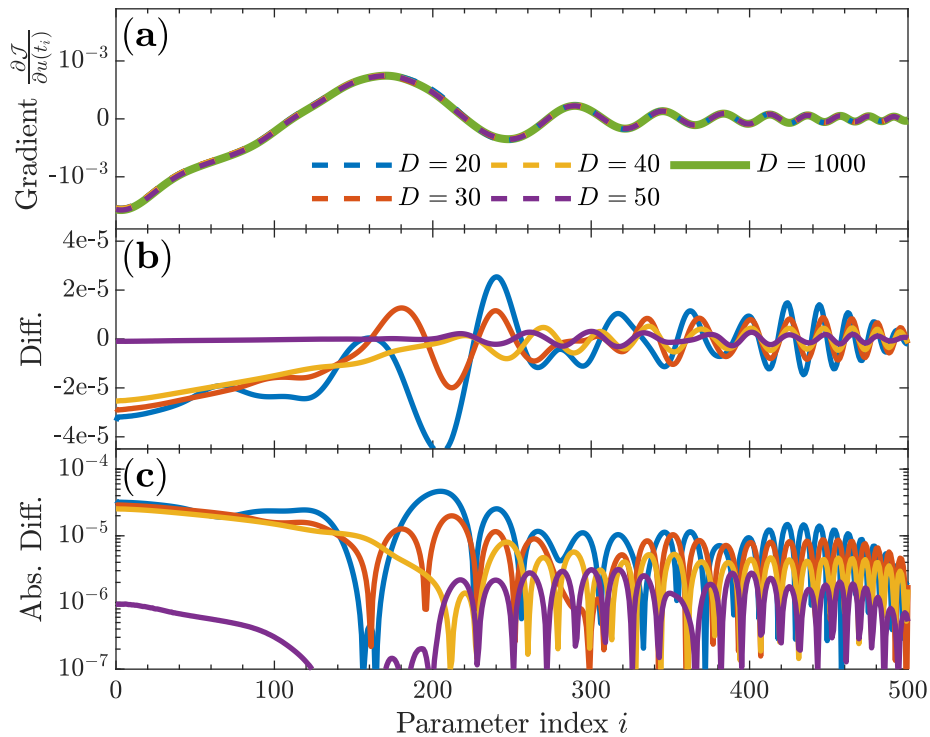 (a)
Gradient ∂𝒥/∂u(tᵢ)
10⁻³
0
-10⁻³
D = 20
D = 40
D = 1000
D = 30
D = 50
(b)
Diff.
4e-5
2e-5
0
-2e-5
-4e-5
(c)
Abs. Diff.
10⁻⁴
10⁻⁵
10⁻⁶
10⁻⁷
0 100 200 300 400 500
Parameter index i